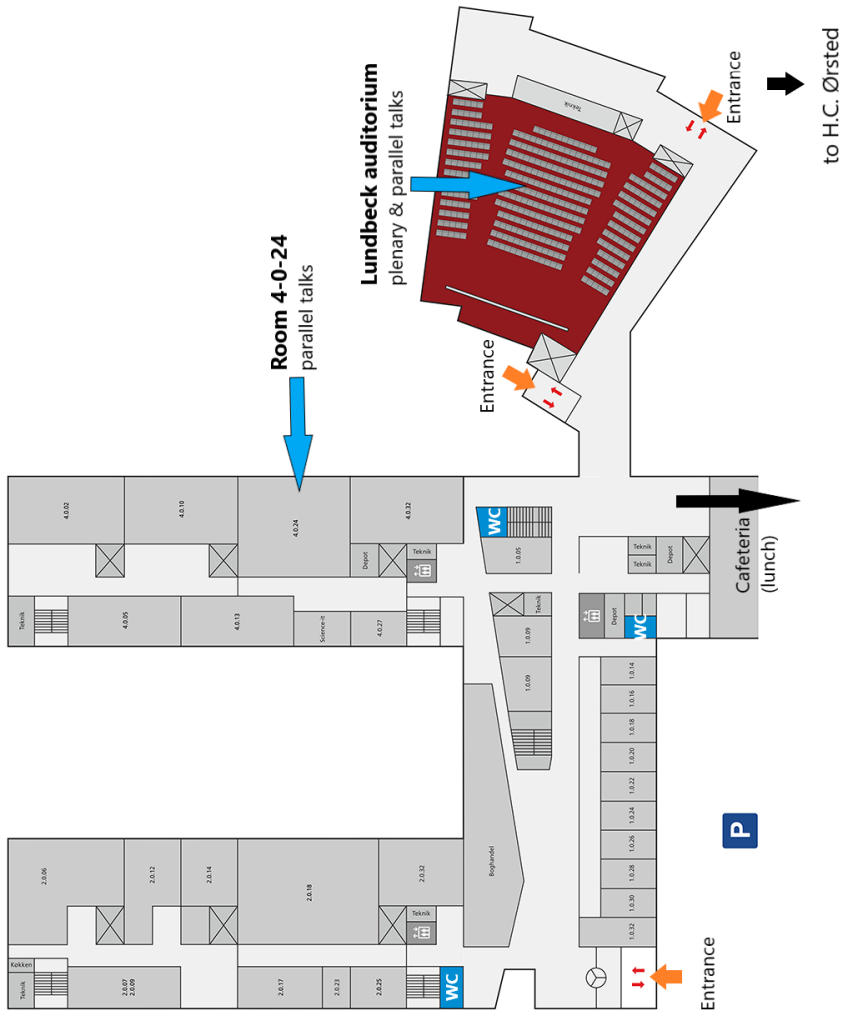 Lundbeck auditorium
plenary & parallel talks
Room 4-0-24
parallel talks
Entrance
Entrance
to H.C. Ørsted
Teknik
4.0.02
4.0.10
4.0.24
4.0.32
Depot
Teknik
Teknik
4.0.05
4.0.13
Science-it
4.0.27
WC
1.0.05
Teknik
1.0.09
1.0.09
Teknik
Teknik
Depot
Cafeteria
(lunch)
Depot
WC
1.0.14
1.0.16
1.0.18
1.0.20
1.0.22
1.0.24
1.0.26
1.0.28
1.0.30
1.0.32
Boghandel
P
2.0.06
2.0.12
2.0.14
2.0.18
2.0.32
Teknik
Køkken
Teknik
2.0.07
2.0.09
2.0.17
2.0.23
2.0.25
WC
Entrance